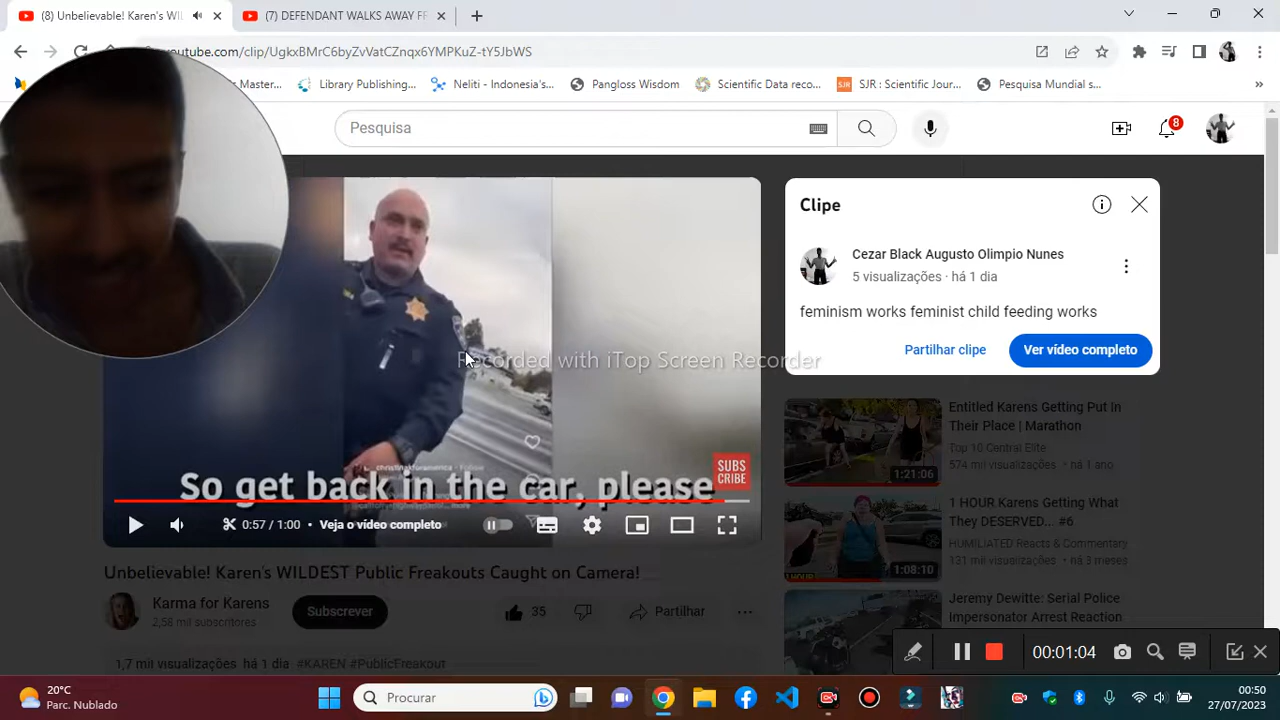 (8) Unbelievable! Karen's WIL
(7) DEFENDANT WALKS AWAY FR
youtube.com/clip/UgkxBMrC6byZvVatCZnqx6YMPKuZ-tY5JbWS
Master...
Library Publishing...
Neliti - Indonesia's...
Pangloss Wisdom
Scientific Data reco...
SJR : Scientific Journ...
Pesquisa Mundial s...
»
Pesquisa
8
Clipe
Cezar Black Augusto Olimpio Nunes
5 visualizações · há 1 dia
feminism works feminist child feeding works
Partilhar clipe
Ver vídeo completo
Recorded with iTop Screen Recorder
So get back in the car, please
SUBS
CRIBE
0:57 / 1:00 • Veja o vídeo completo
Unbelievable! Karen's WILDEST Public Freakouts Caught on Camera!
Karma for Karens
2,58 mil subscritores
Subscrever
35
Partilhar
1,7 mil visualizações há 1 dia #KAREN #PublicFreakout
Entitled Karens Getting Put In
Their Place | Marathon
Top 10 Central Elite
574 mil visualizações · há 1 ano
1:21:06
1 HOUR Karens Getting What
They DESERVED... #6
HUMILIATED Reacts & Commentary
131 mil visualizações · há 3 meses
1 HOUR
1:08:10
Jeremy Dewitte: Serial Police
Impersonator Arrest Reaction
00:01:04
20°C
Parc. Nublado
Procurar
00:50
27/07/2023